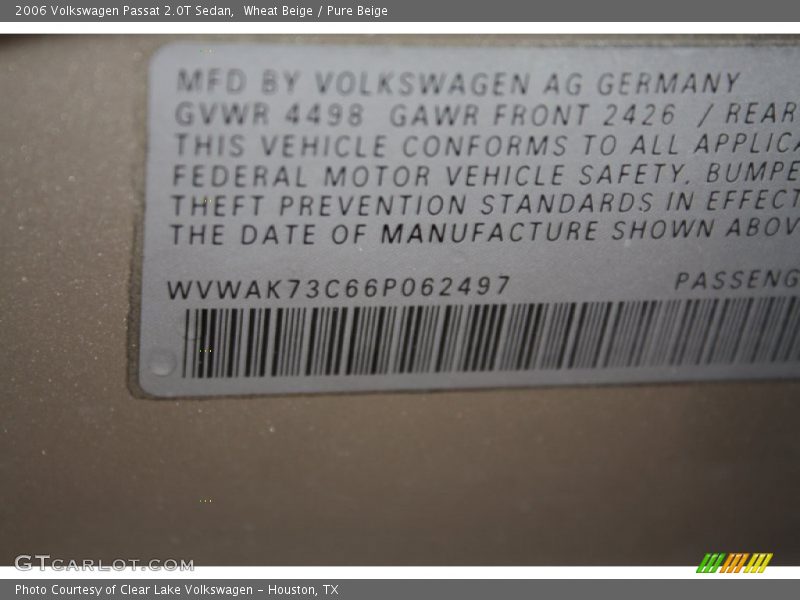 2006 Volkswagen Passat 2.0T Sedan,  Wheat Beige / Pure Beige
MFD BY VOLKSWAGEN AG GERMANY
GVWR 4498  GAWR FRONT 2426  / REAR
THIS VEHICLE CONFORMS TO ALL APPLICA
FEDERAL MOTOR VEHICLE SAFETY, BUMPE
THEFT PREVENTION STANDARDS IN EFFECT
THE DATE OF MANUFACTURE SHOWN ABOV
WVWAK73C66P062497  PASSENG
GTCARLOT.COM
Photo Courtesy of Clear Lake Volkswagen – Houston, TX